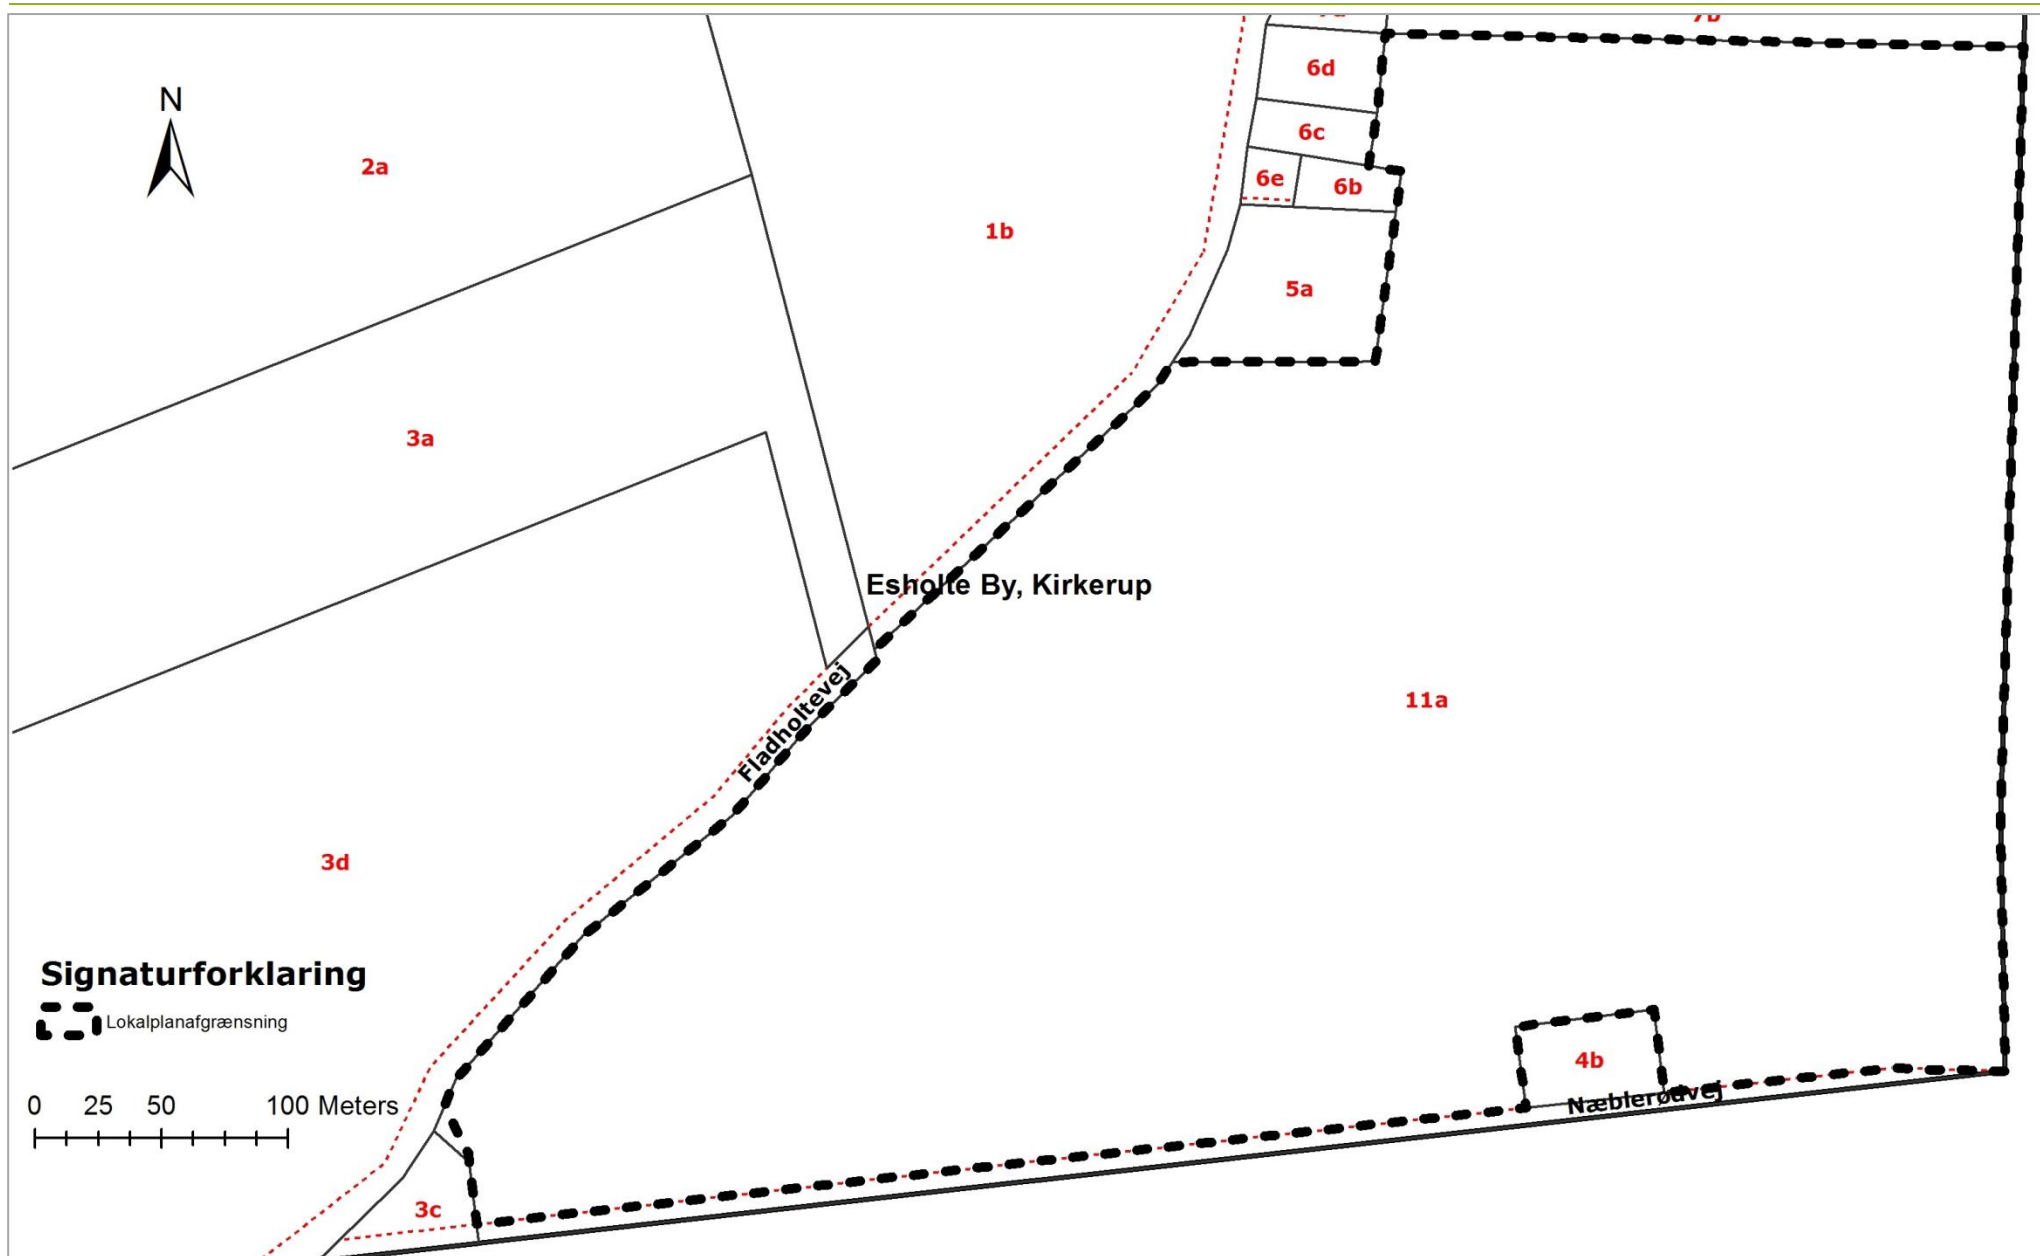 7b
6d
N
6c
2a
6e
6b
1b
5a
3a
Esholte By, Kirkerup
11a
Fladholtevej
3d
Signaturforklaring
Lokalplanafgrænsning
4b
Næblerødvej
0 25 50 100 Meters
3c